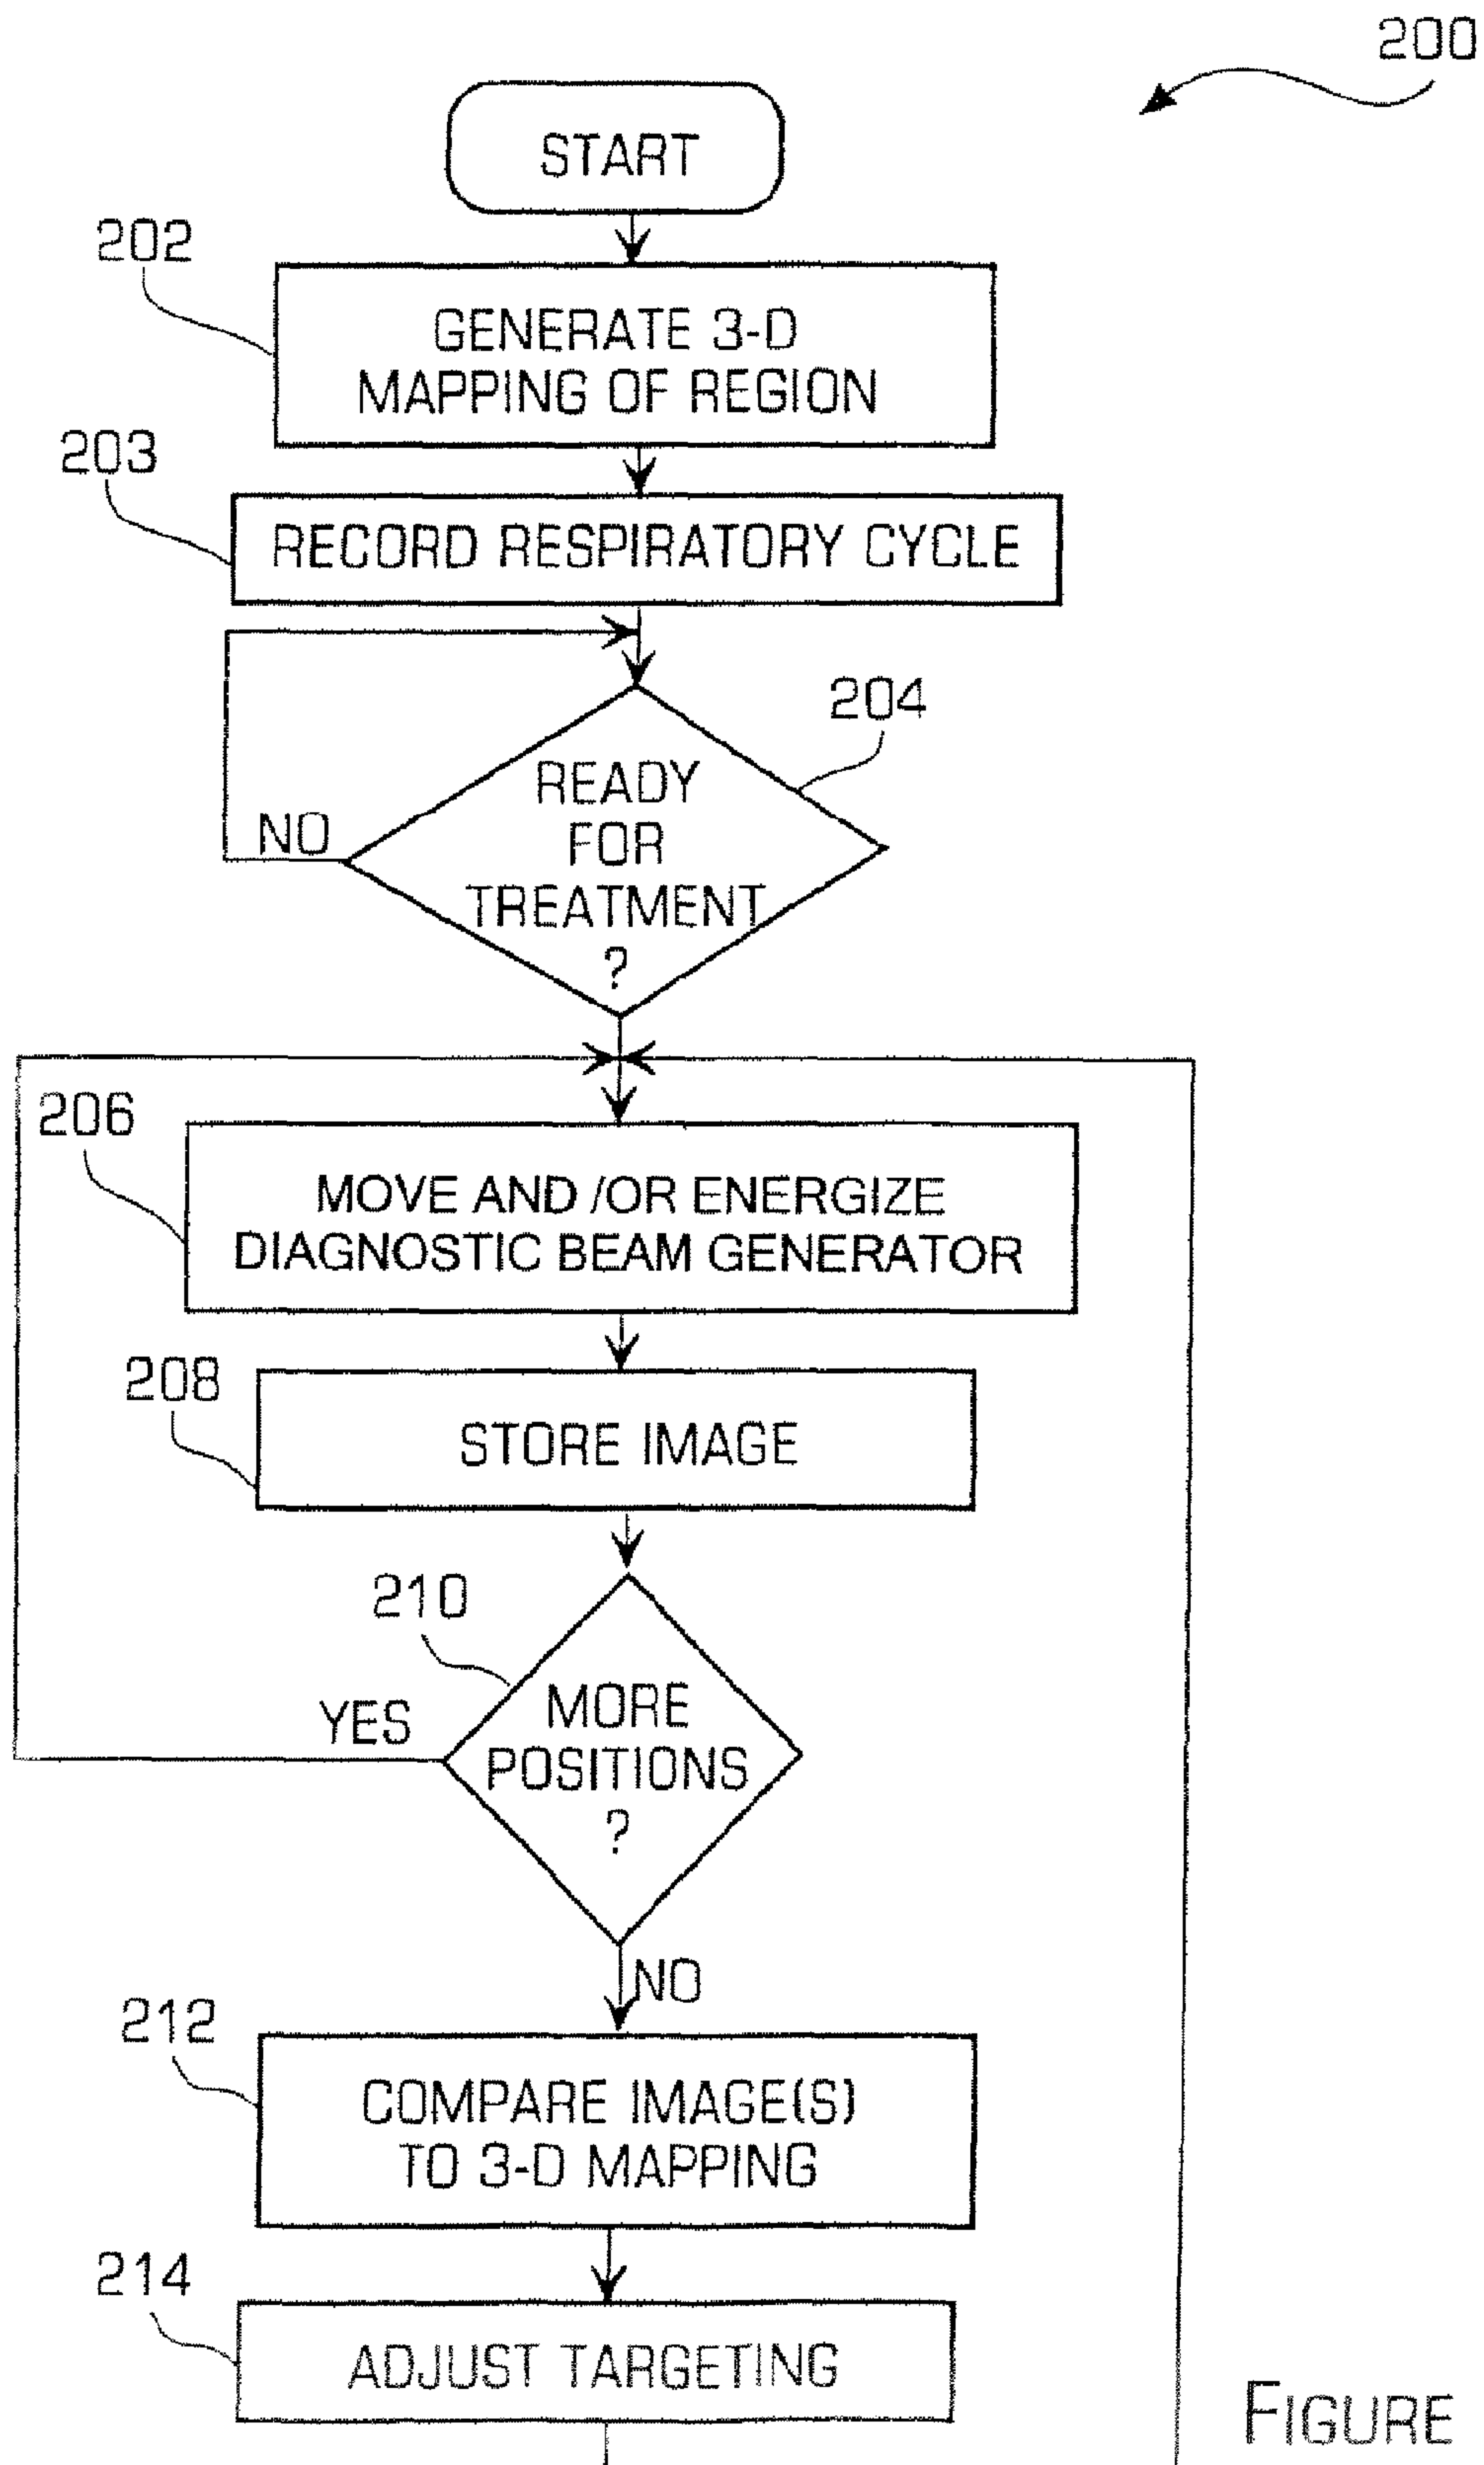 200
START
202
GENERATE 3-D
MAPPING OF REGION
203
RECORD RESPIRATORY CYCLE
204
READY
FOR
TREATMENT
?
NO
206
MOVE AND /OR ENERGIZE
DIAGNOSTIC BEAM GENERATOR
208
STORE IMAGE
210
MORE
POSITIONS
?
YES
NO
212
COMPARE IMAGE(S)
TO 3-D MAPPING
214
ADJUST TARGETING
FIGURE